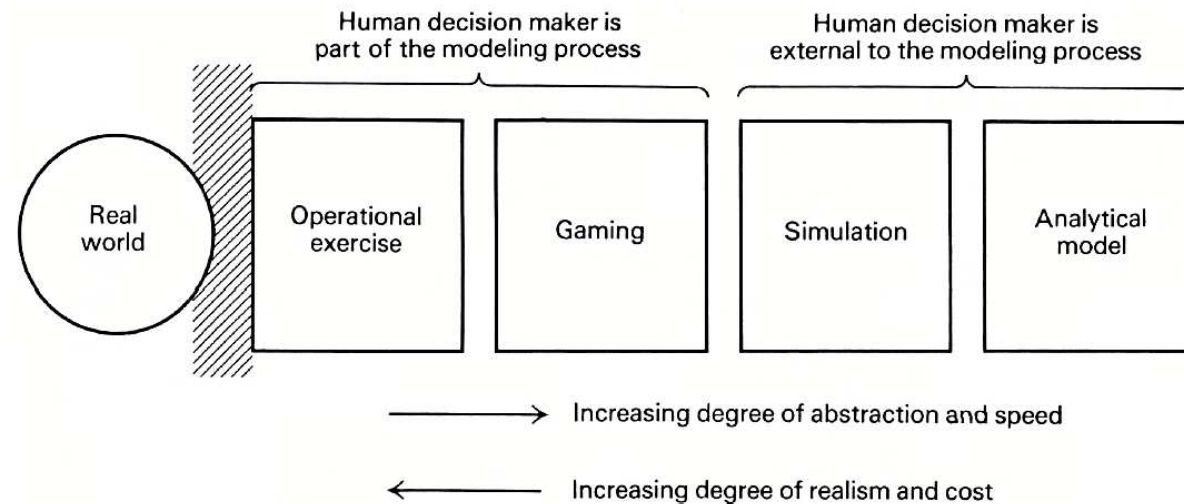 Human decision maker is
part of the modeling process
Human decision maker is
external to the modeling process
Real
world
Operational
exercise
Gaming
Simulation
Analytical
model
Increasing degree of abstraction and speed
Increasing degree of realism and cost